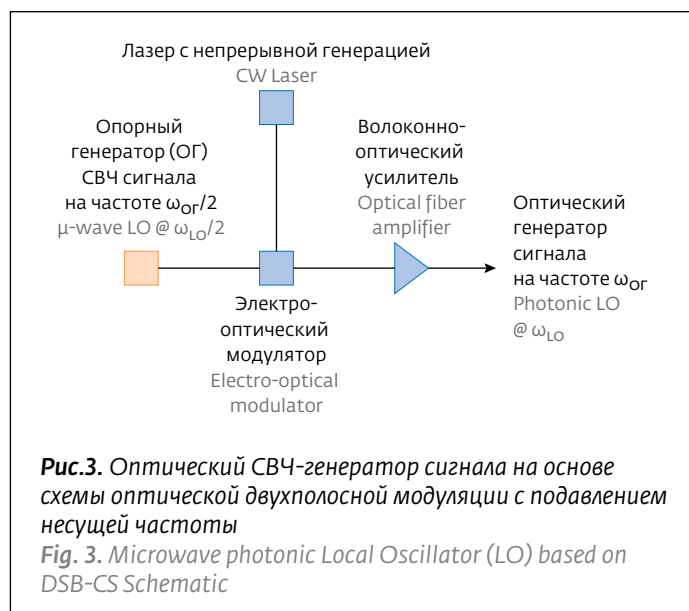 Лазер с непрерывной генерацией
CW Laser
Опорный
генератор (ОГ)
СВЧ сигнала
на частоте ωОГ/2
μ-wave LO @ ωLO/2
Волоконно-
оптический
усилитель
Optical fiber
amplifier
Оптический
генератор
сигнала
на частоте ωОГ
Photonic LO
@ ωLO
Электро-
оптический
модулятор
Electro-optical
modulator
Рис.3. Оптический СВЧ-генератор сигнала на основе
схемы оптической двухполосной модуляции с подавлением
несущей частоты
Fig. 3. Microwave photonic Local Oscillator (LO) based on
DSB-CS Schematic